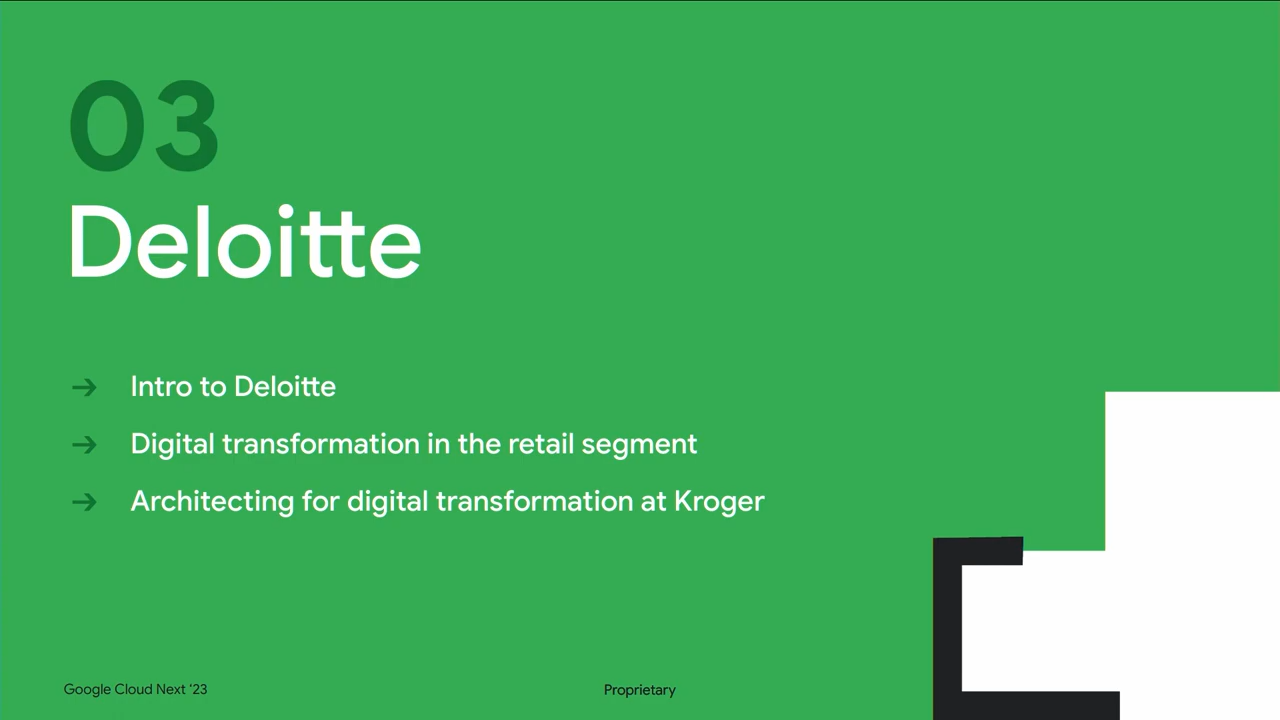 03
Deloitte
→ Intro to Deloitte
→ Digital transformation in the retail segment
→ Architecting for digital transformation at Kroger
Google Cloud Next ‘23
Proprietary